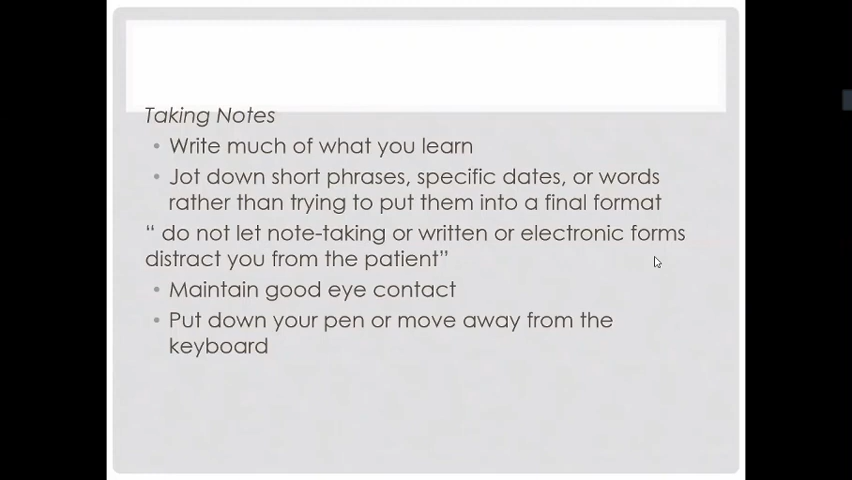 Taking Notes
• Write much of what you learn
• Jot down short phrases, specific dates, or words
rather than trying to put them into a final format
“ do not let note-taking or written or electronic forms
distract you from the patient”
• Maintain good eye contact
• Put down your pen or move away from the
keyboard